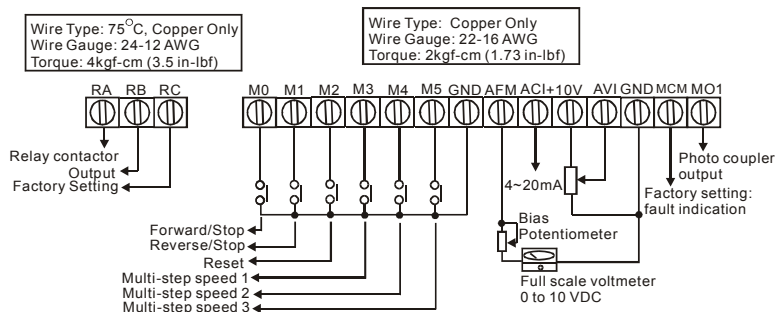 Wire Type: 75°C, Copper Only
Wire Gauge: 24-12 AWG
Torque: 4kgf-cm (3.5 in-lbf)
Wire Type: Copper Only
Wire Gauge: 22-16 AWG
Torque: 2kgf-cm (1.73 in-lbf)
RA RB RC
M0 M1 M2 M3 M4 M5 GND AFM ACI +10V AVI GND MCM MO1
Relay contactor
Output
Factory Setting
4~20mA
Photo coupler
output
Factory setting:
fault indication
Bias
Potentiometer
Forward/Stop
Reverse/Stop
Reset
Multi-step speed 1
Multi-step speed 2
Multi-step speed 3
Full scale voltmeter
0 to 10 VDC